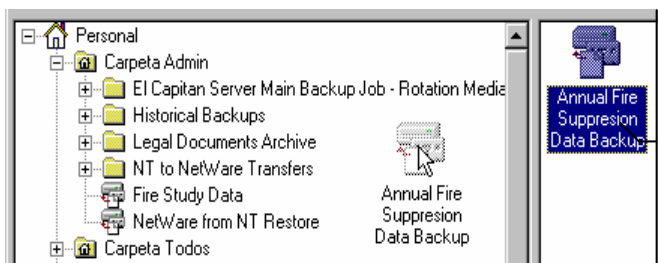 Personal
Carpeta Admin
El Capitan Server Main Backup Job - Rotation Media
Historical Backups
Legal Documents Archive
NT to NetWare Transfers
Fire Study Data
NetWare from NT Restore
Carpeta Todos
Annual Fire
Suppresion
Data Backup
Annual Fire
Suppresion
Data Backup